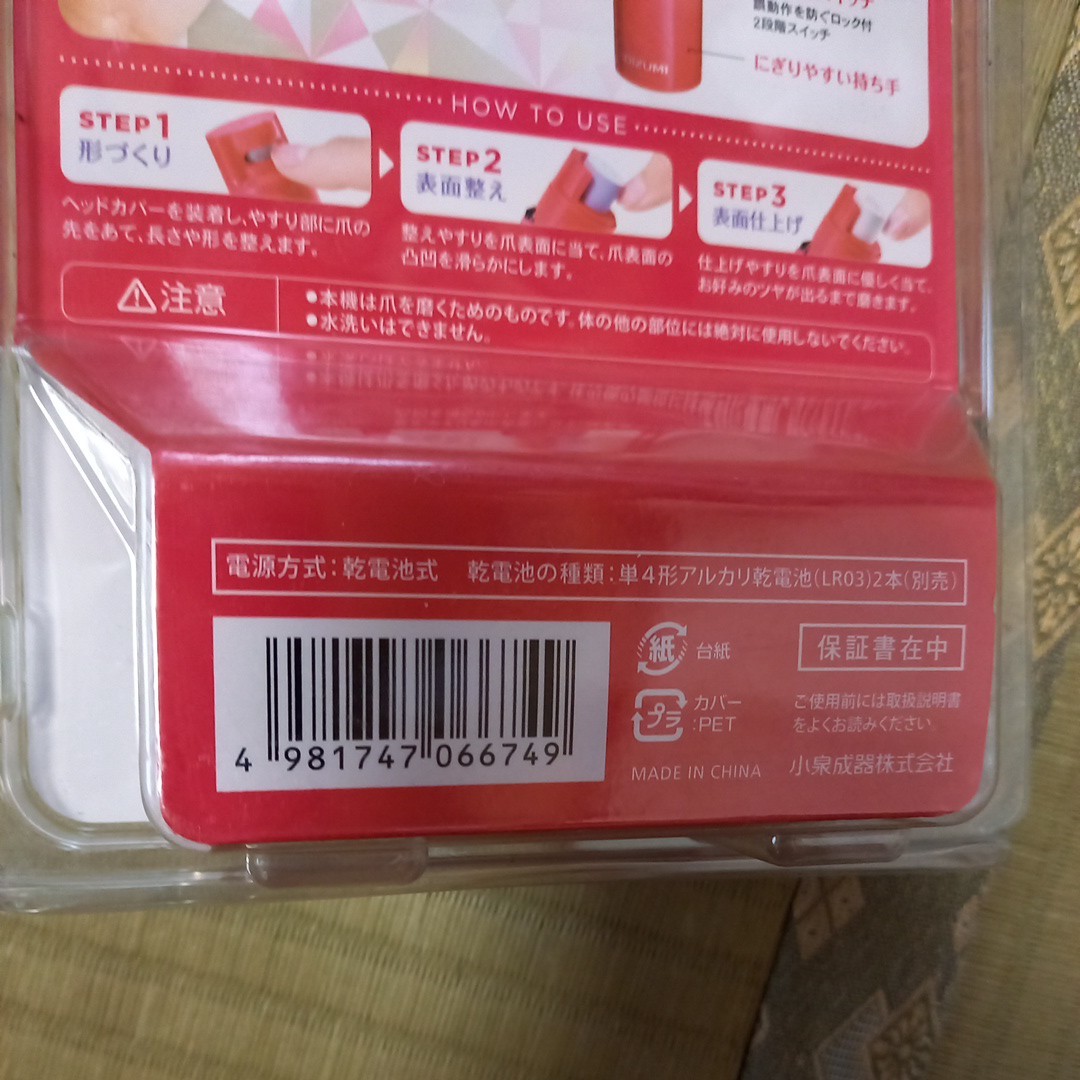 誤動作を防ぐロック付
2段階スイッチ
にぎりやすい持ち手
HOW TO USE
STEP1
形づくり
ヘッドカバーを装着し、やすり部に爪の
先をあて、長さや形を整えます。
STEP2
表面整え
整えやすりを爪表面に当て、爪表面の
凸凹を滑らかにします。
STEP3
表面仕上げ
仕上げやすりを爪表面に優しく当て、
お好みのツヤが出るまで磨きます。
注意
●本機は爪を磨くためのものです。体の他の部位には絶対に使用しないでください。
●水洗いはできません。
電源方式：乾電池式 乾電池の種類：単4形アルカリ乾電池(LR03)2本(別売)
4 981747 066749
紙 台紙
プラ カバー
:PET
MADE IN CHINA
保証書在中
ご使用前には取扱説明書
をよくお読みください。
小泉成器株式会社